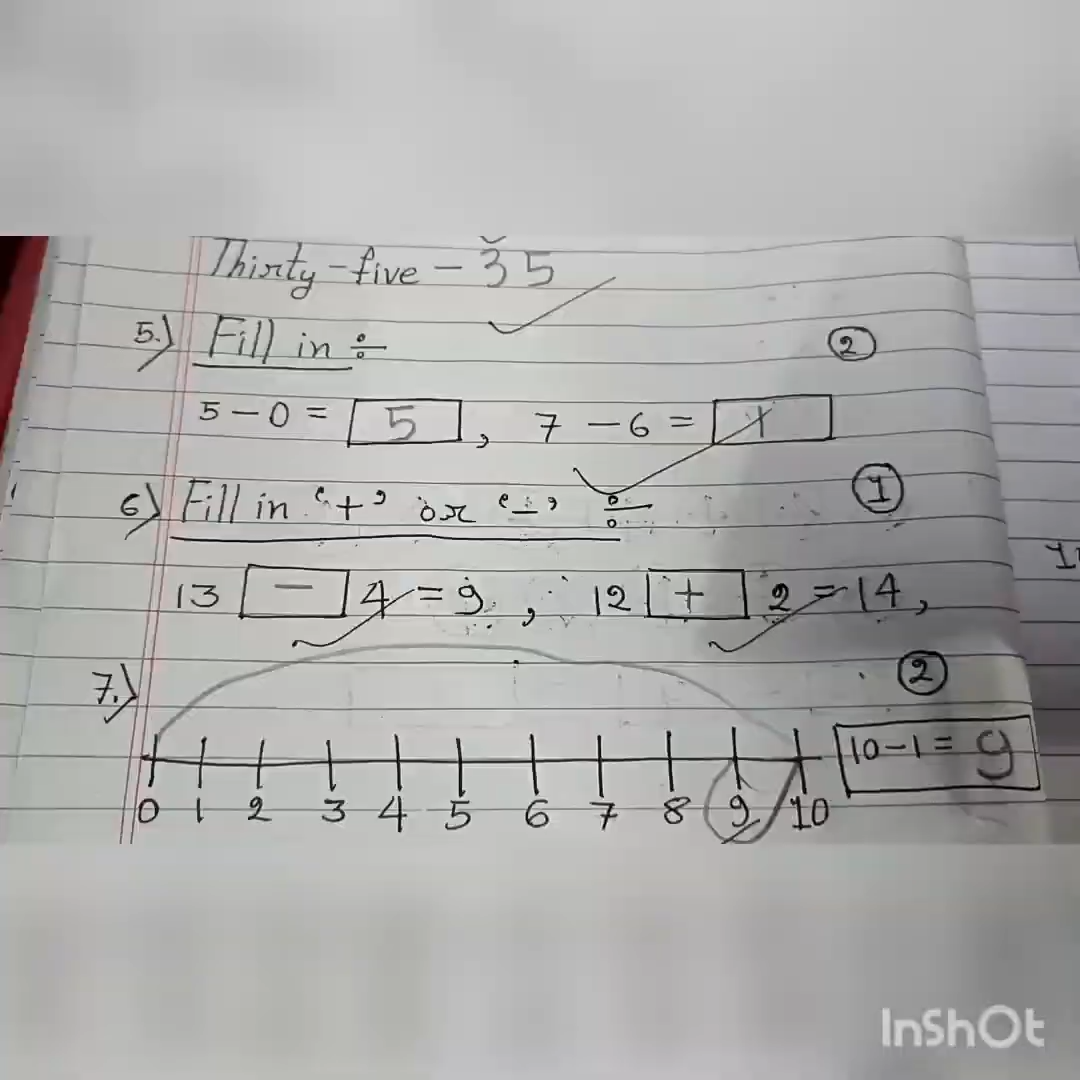 Thirty-five - 35
5.) Fill in ÷ 2
5 - 0 = 5, 7 - 6 = 1
6) Fill in '+' or '-' ÷ 1
13 - 4 = 9, 12 + 2 = 14,
7.) 2
10 - 1 = 9
0 1 2 3 4 5 6 7 8 9 10
InShOt